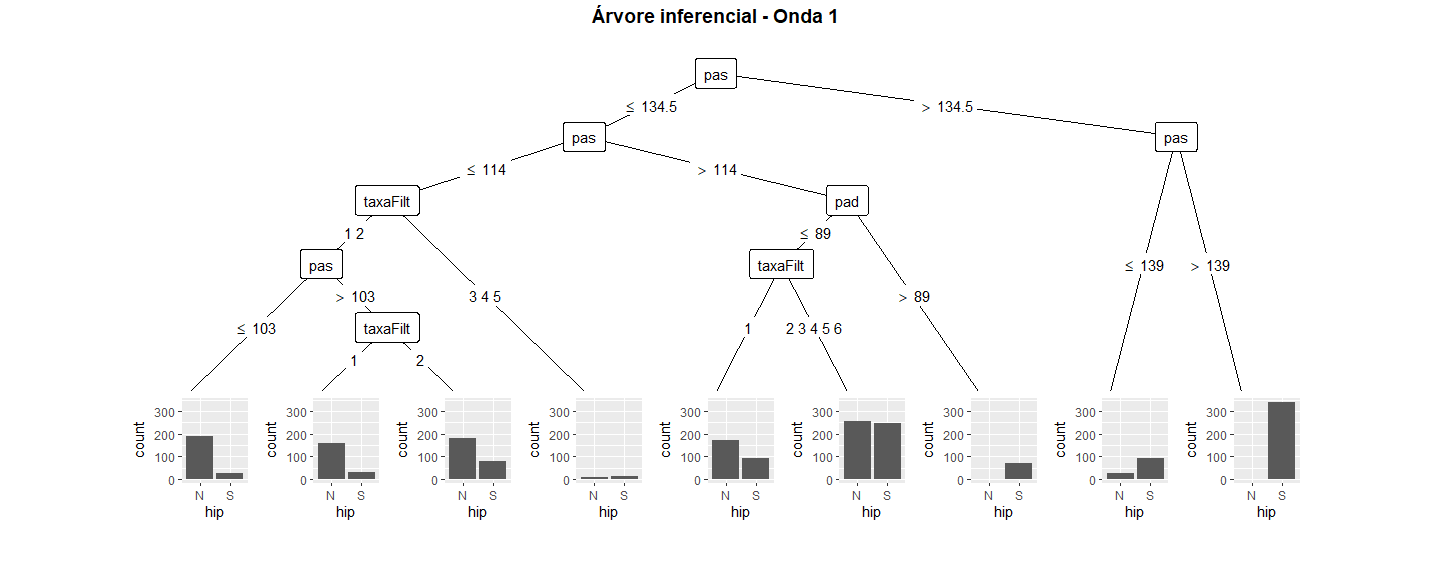 Árvore inferencial - Onda 1
pas
≤ 134.5
> 134.5
pas
pas
≤ 114
> 114
taxaFilt
pad
1 2
≤ 89
pas
taxaFilt
≤ 139
> 139
> 103
3 4 5
> 89
≤ 103
taxaFilt
1
2 3 4 5 6
1
2
300
200
100
0
count
N S
hip
300
200
100
0
count
N S
hip
300
200
100
0
count
N S
hip
300
200
100
0
count
N S
hip
300
200
100
0
count
N S
hip
300
200
100
0
count
N S
hip
300
200
100
0
count
N S
hip
300
200
100
0
count
N S
hip
300
200
100
0
count
N S
hip